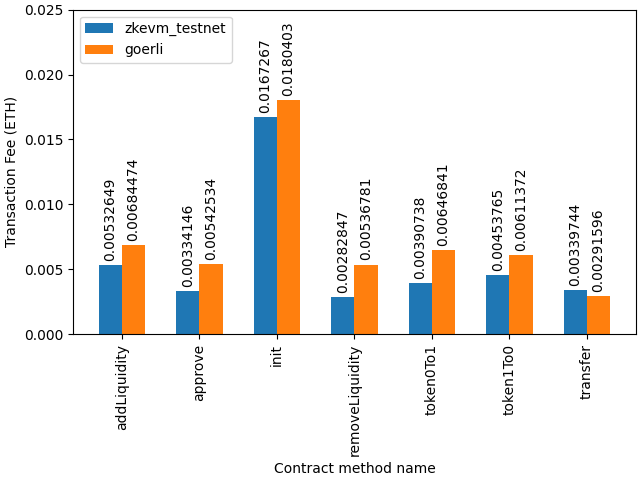 0.025
0.020
0.015
0.010
0.005
0.000
Transaction Fee (ETH)
zkevm_testnet
goerli
0.00532649
0.00684474
0.00334146
0.00542534
0.0167267
0.0180403
0.00282847
0.00536781
0.00390738
0.00646841
0.00453765
0.00611372
0.00339744
0.00291596
addLiquidity
approve
init
removeLiquidity
token0To1
token1To0
transfer
Contract method name